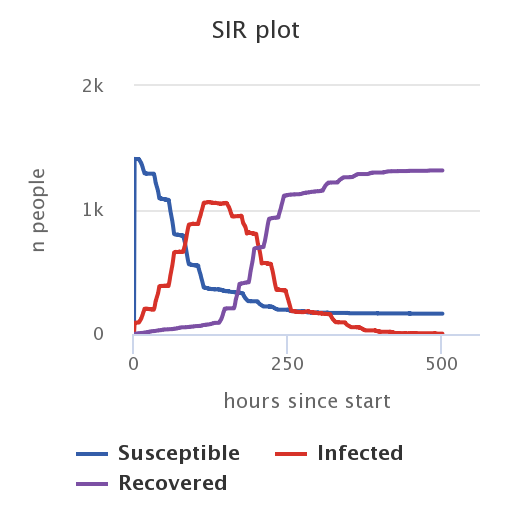 SIR plot
2k
1k
0
n people
0 250 500
hours since start
Susceptible Infected
Recovered